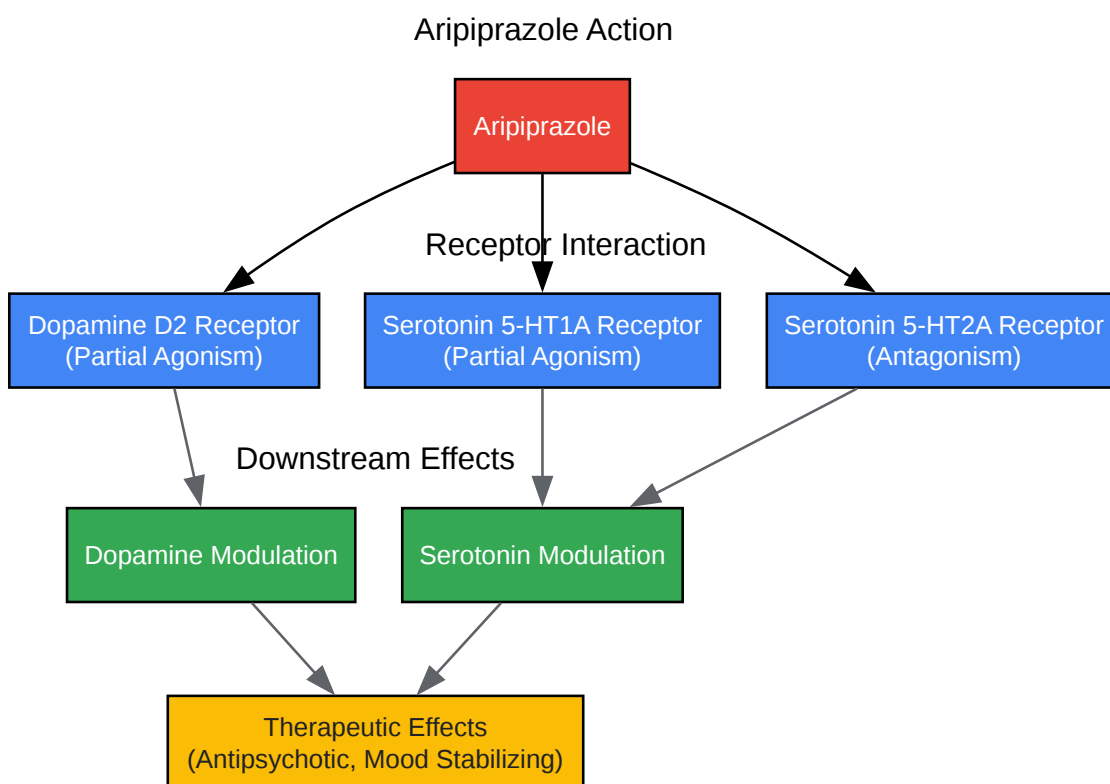 Aripiprazole Action
Aripiprazole
Receptor Interaction
Dopamine D2 Receptor
(Partial Agonism)
Serotonin 5-HT1A Receptor
(Partial Agonism)
Serotonin 5-HT2A Receptor
(Antagonism)
Downstream Effects
Dopamine Modulation
Serotonin Modulation
Therapeutic Effects
(Antipsychotic, Mood Stabilizing)